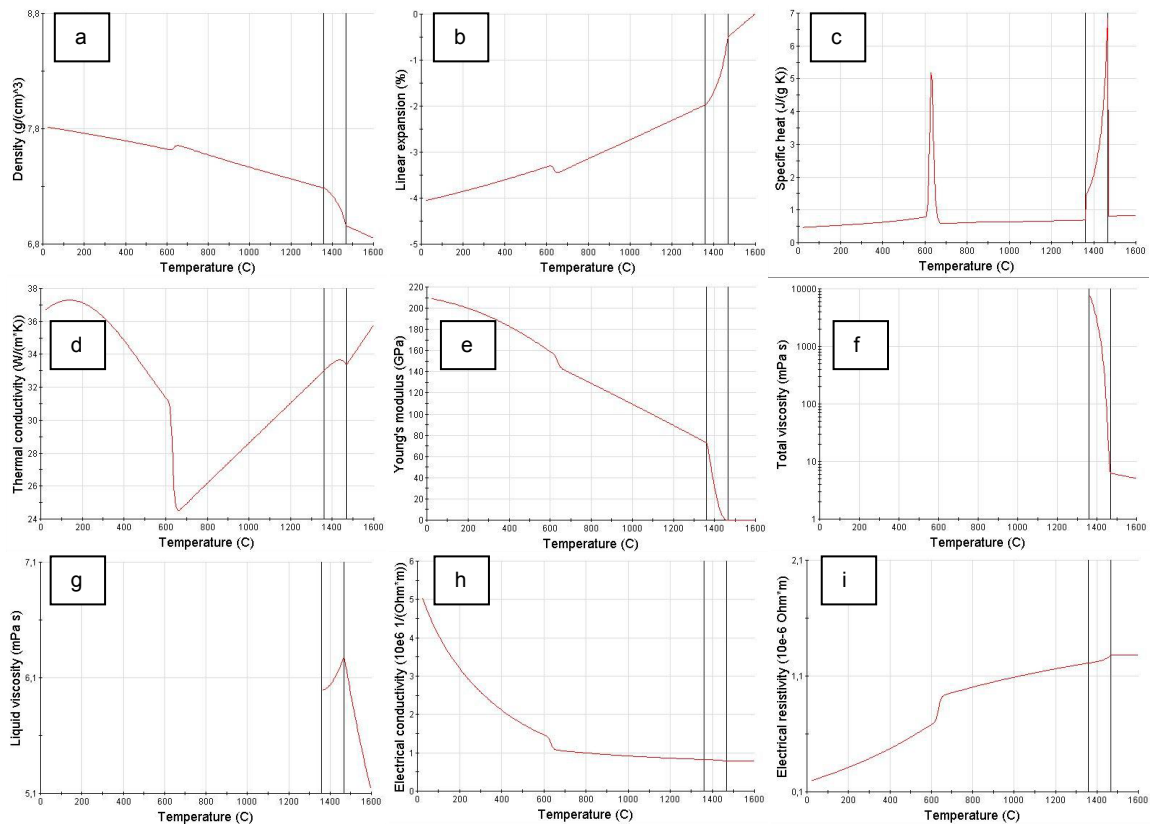 a
8,8
7,8
6,8
Density (g/(cm)^3)
0 200 400 600 800 1000 1200 1400 1600
Temperature (C)
b
0
-1
-2
-3
-4
-5
Linear expansion (%)
0 200 400 600 800 1000 1200 1400 1600
Temperature (C)
c
7
6
5
4
3
2
1
0
Specific heat (J/(g K))
0 200 400 600 800 1000 1200 1400 1600
Temperature (C)
d
38
36
34
32
30
28
26
24
Thermal conductivity (W/(m*K))
0 200 400 600 800 1000 1200 1400 1600
Temperature (C)
e
220
200
180
160
140
120
100
80
60
40
20
0
Young's modulus (GPa)
0 200 400 600 800 1000 1200 1400 1600
Temperature (C)
f
10000
1000
100
10
1
Total viscosity (mPa s)
0 200 400 600 800 1000 1200 1400 1600
Temperature (C)
g
7,1
6,1
5,1
Liquid viscosity (mPa s)
0 200 400 600 800 1000 1200 1400 1600
Temperature (C)
h
6
5
4
3
2
1
0
Electrical conductivity (10e6 1/(Ohm*m))
0 200 400 600 800 1000 1200 1400 1600
Temperature (C)
i
2,1
1,1
0,1
Electrical resistivity (10e-6 Ohm*m)
0 200 400 600 800 1000 1200 1400 1600
Temperature (C)